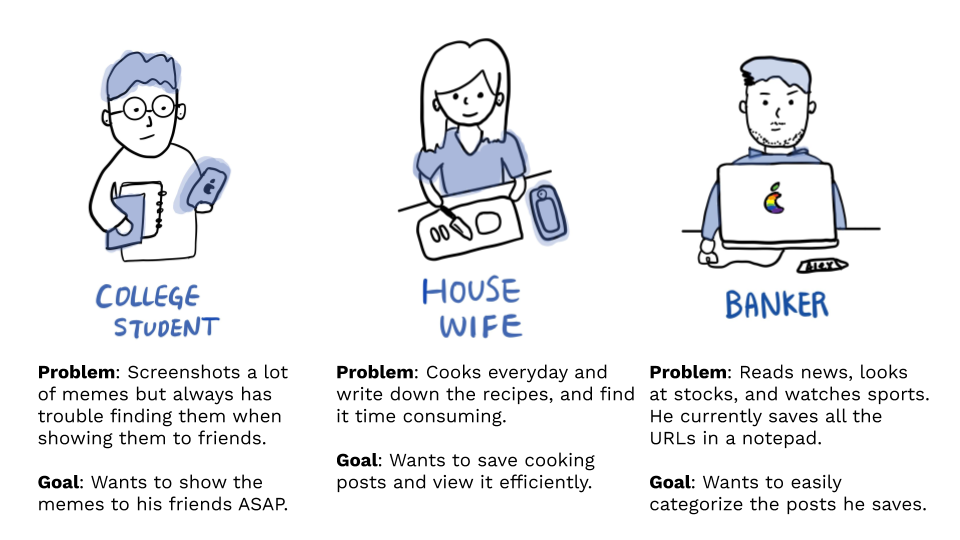 COLLEGE
STUDENT
Problem: Screenshots a lot
of memes but always has
trouble finding them when
showing them to friends.
Goal: Wants to show the
memes to his friends ASAP.
HOUSE
WIFE
Problem: Cooks everyday and
write down the recipes, and find
it time consuming.
Goal: Wants to save cooking
posts and view it efficiently.
BANKER
Problem: Reads news, looks
at stocks, and watches sports.
He currently saves all the
URLs in a notepad.
Goal: Wants to easily
categorize the posts he saves.